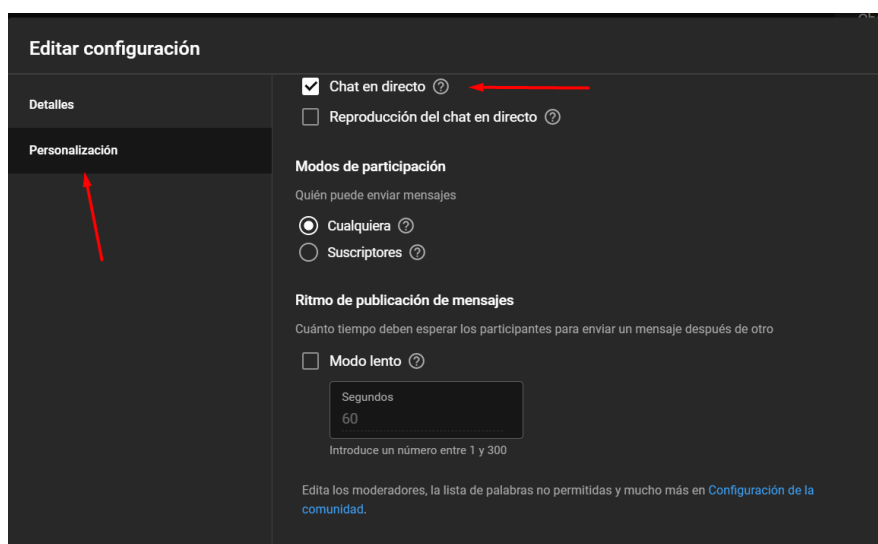 Editar configuración
Detalles
Personalización
Chat en directo
Reproducción del chat en directo
Modos de participación
Quién puede enviar mensajes
Cualquiera
Suscriptores
Ritmo de publicación de mensajes
Cuánto tiempo deben esperar los participantes para enviar un mensaje después de otro
Modo lento
Segundos
60
Introduce un número entre 1 y 300
Edita los moderadores, la lista de palabras no permitidas y mucho más en Configuración de la
comunidad.